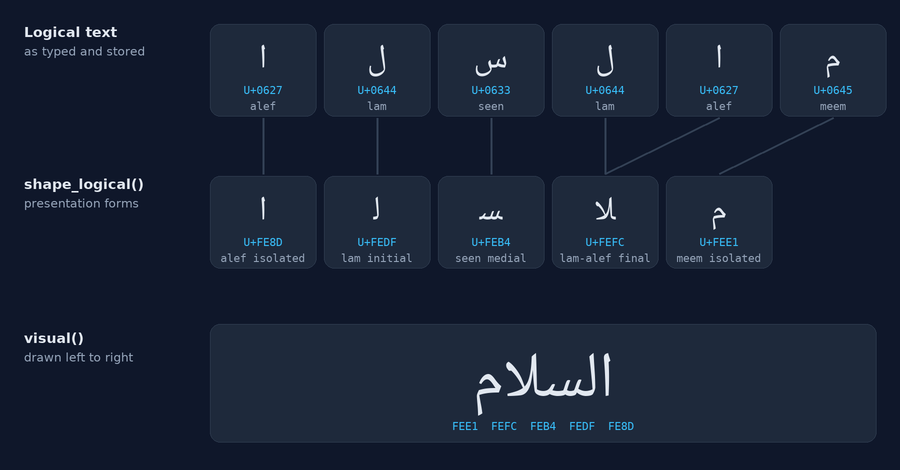 Logical text
as typed and stored
ا ل س ل ا م
U+0627 U+0644 U+0633 U+0644 U+0627 U+0645
alef lam seen lam alef meem
shape_logical()
presentation forms
ﺍ ﻟ ﺴ ﻼ ﻡ
U+FE8D U+FEDF U+FEB4 U+FEFC U+FEE1
alef isolated lam initial seen medial lam-alef final meem isolated
visual()
drawn left to right
السلام
FEE1 FEFC FEB4 FEDF FE8D